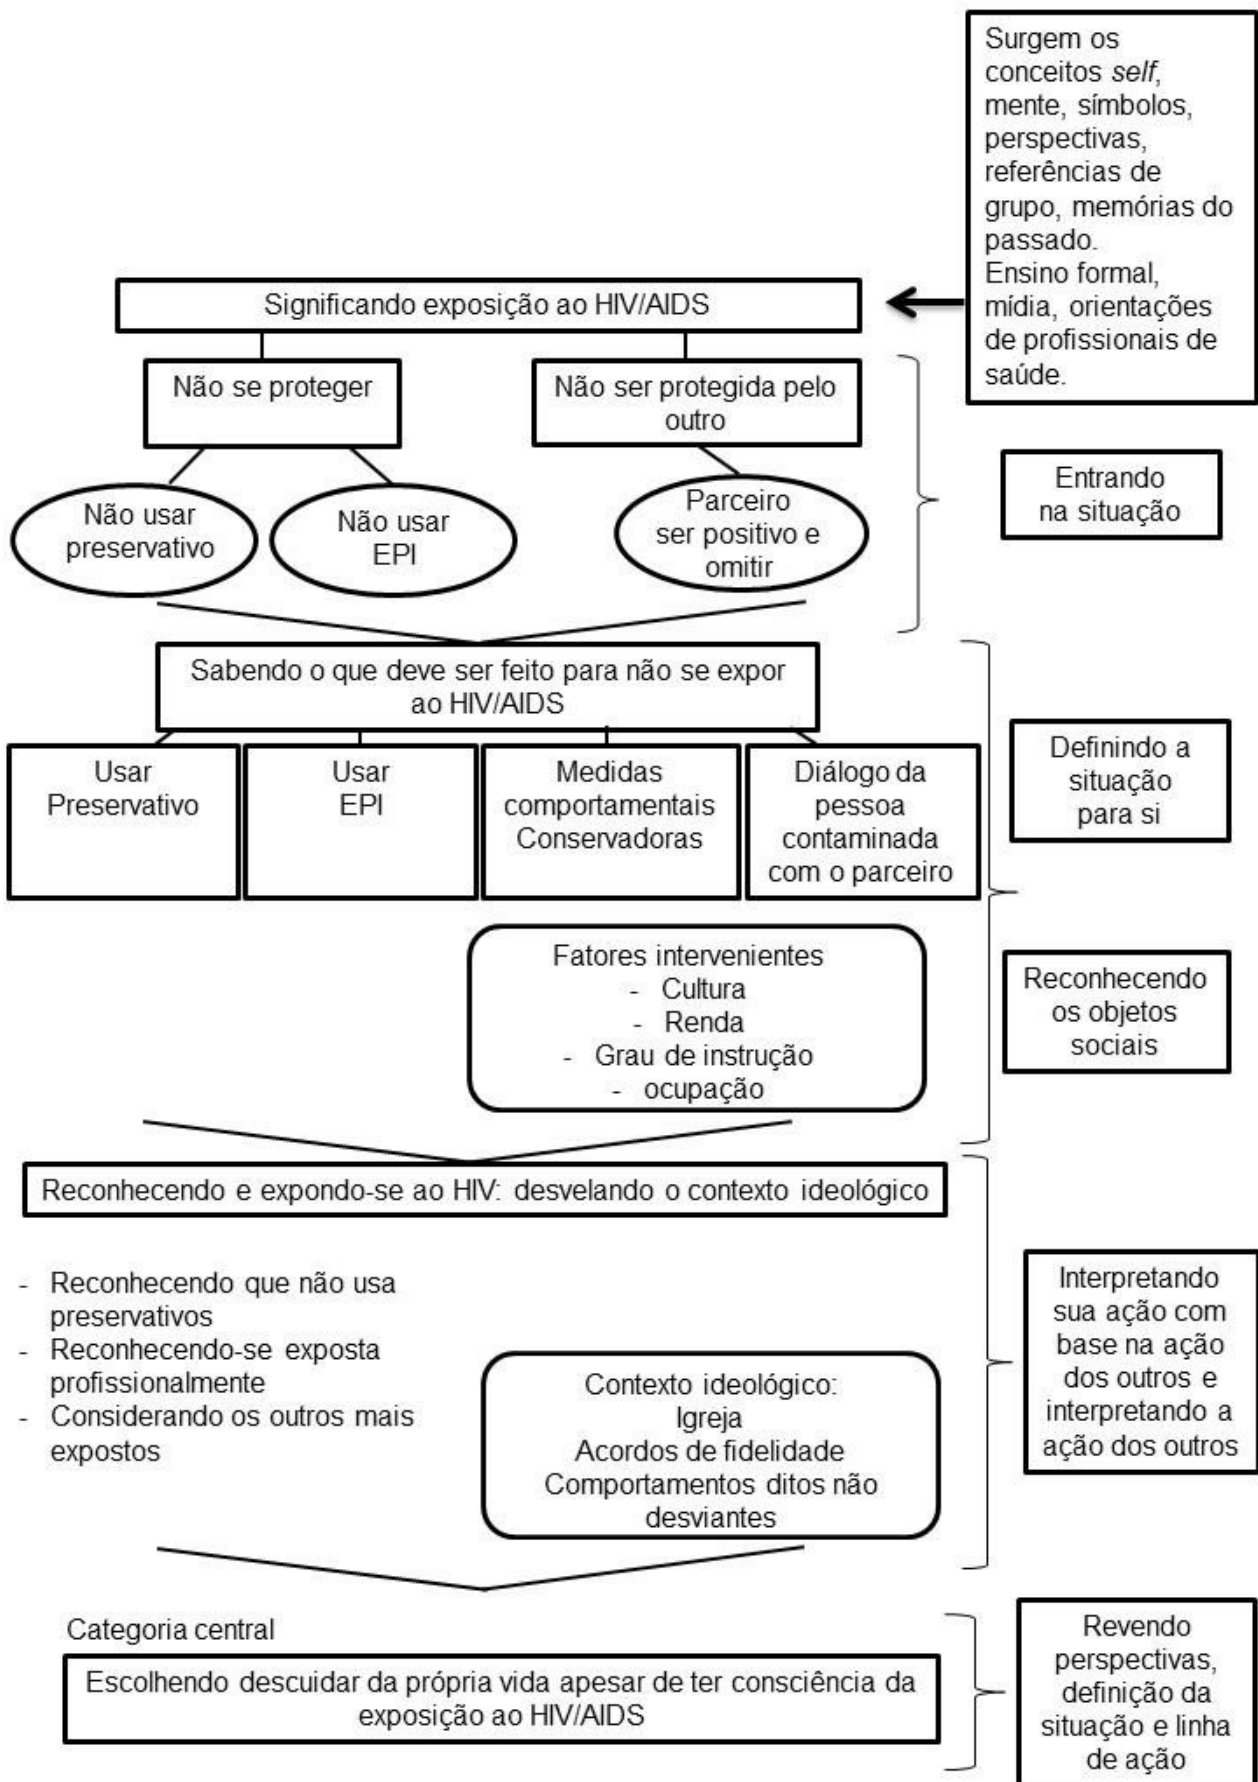 Surgem os
conceitos self,
mente, símbolos,
perspectivas,
referências de
grupo, memórias do
passado.
Ensino formal,
mídia, orientações
de profissionais de
saúde.
Significando exposição ao HIV/AIDS
Não se proteger
Não ser protegida pelo
outro
Não usar
preservativo
Não usar
EPI
Parceiro
ser positivo e
omitir
Entrando
na situação
Sabendo o que deve ser feito para não se expor
ao HIV/AIDS
Usar
Preservativo
Usar
EPI
Medidas
comportamentais
Conservadoras
Diálogo da
pessoa
contaminada
com o parceiro
Definindo a
situação
para si
Fatores intervenientes
- Cultura
- Renda
- Grau de instrução
- ocupação
Reconhecendo
os objetos
sociais
Reconhecendo e expondo-se ao HIV: desvelando o contexto ideológico
- Reconhecendo que não usa
preservativos
- Reconhecendo-se exposta
profissionalmente
- Considerando os outros mais
expostos
Contexto ideológico:
Igreja
Acordos de fidelidade
Comportamentos ditos não
desviantes
Interpretando
sua ação com
base na ação
dos outros e
interpretando a
ação dos outros
Categoria central
Escolhendo descuidar da própria vida apesar de ter consciência da
exposição ao HIV/AIDS
Revendo
perspectivas,
definição da
situação e linha
de ação